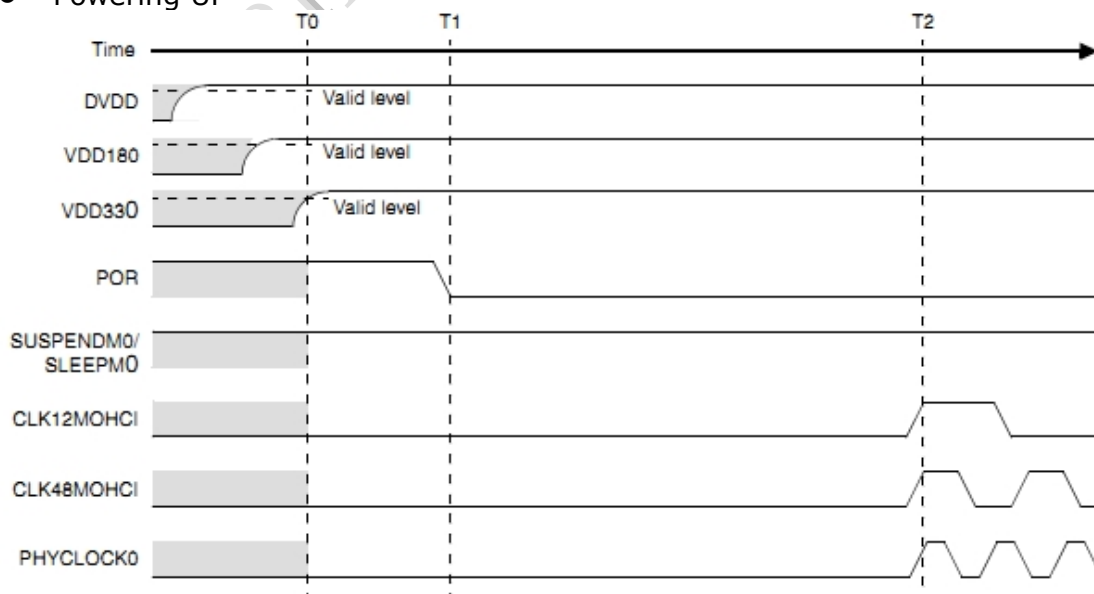 Powering Up
T0 T1 T2
Time
DVDD
Valid level
VDD180
Valid level
VDD330
Valid level
POR
SUSPENDM0/
SLEEPM0
CLK12MOHCI
CLK48MOHCI
PHYCLOCK0